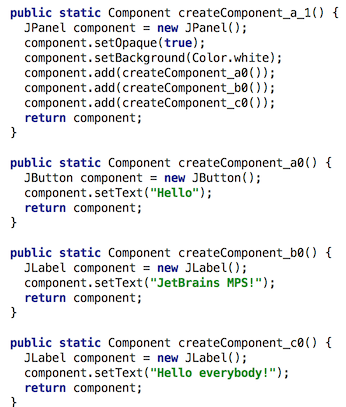 public static Component createComponent_a_1() {
  JPanel component = new JPanel();
  component.setOpaque(true);
  component.setBackground(Color.white);
  component.add(createComponent_a0());
  component.add(createComponent_b0());
  component.add(createComponent_c0());
  return component;
}

public static Component createComponent_a0() {
  JButton component = new JButton();
  component.setText("Hello");
  return component;
}

public static Component createComponent_b0() {
  JLabel component = new JLabel();
  component.setText("JetBrains MPS!");
  return component;
}

public static Component createComponent_c0() {
  JLabel component = new JLabel();
  component.setText("Hello everybody!");
  return component;
}